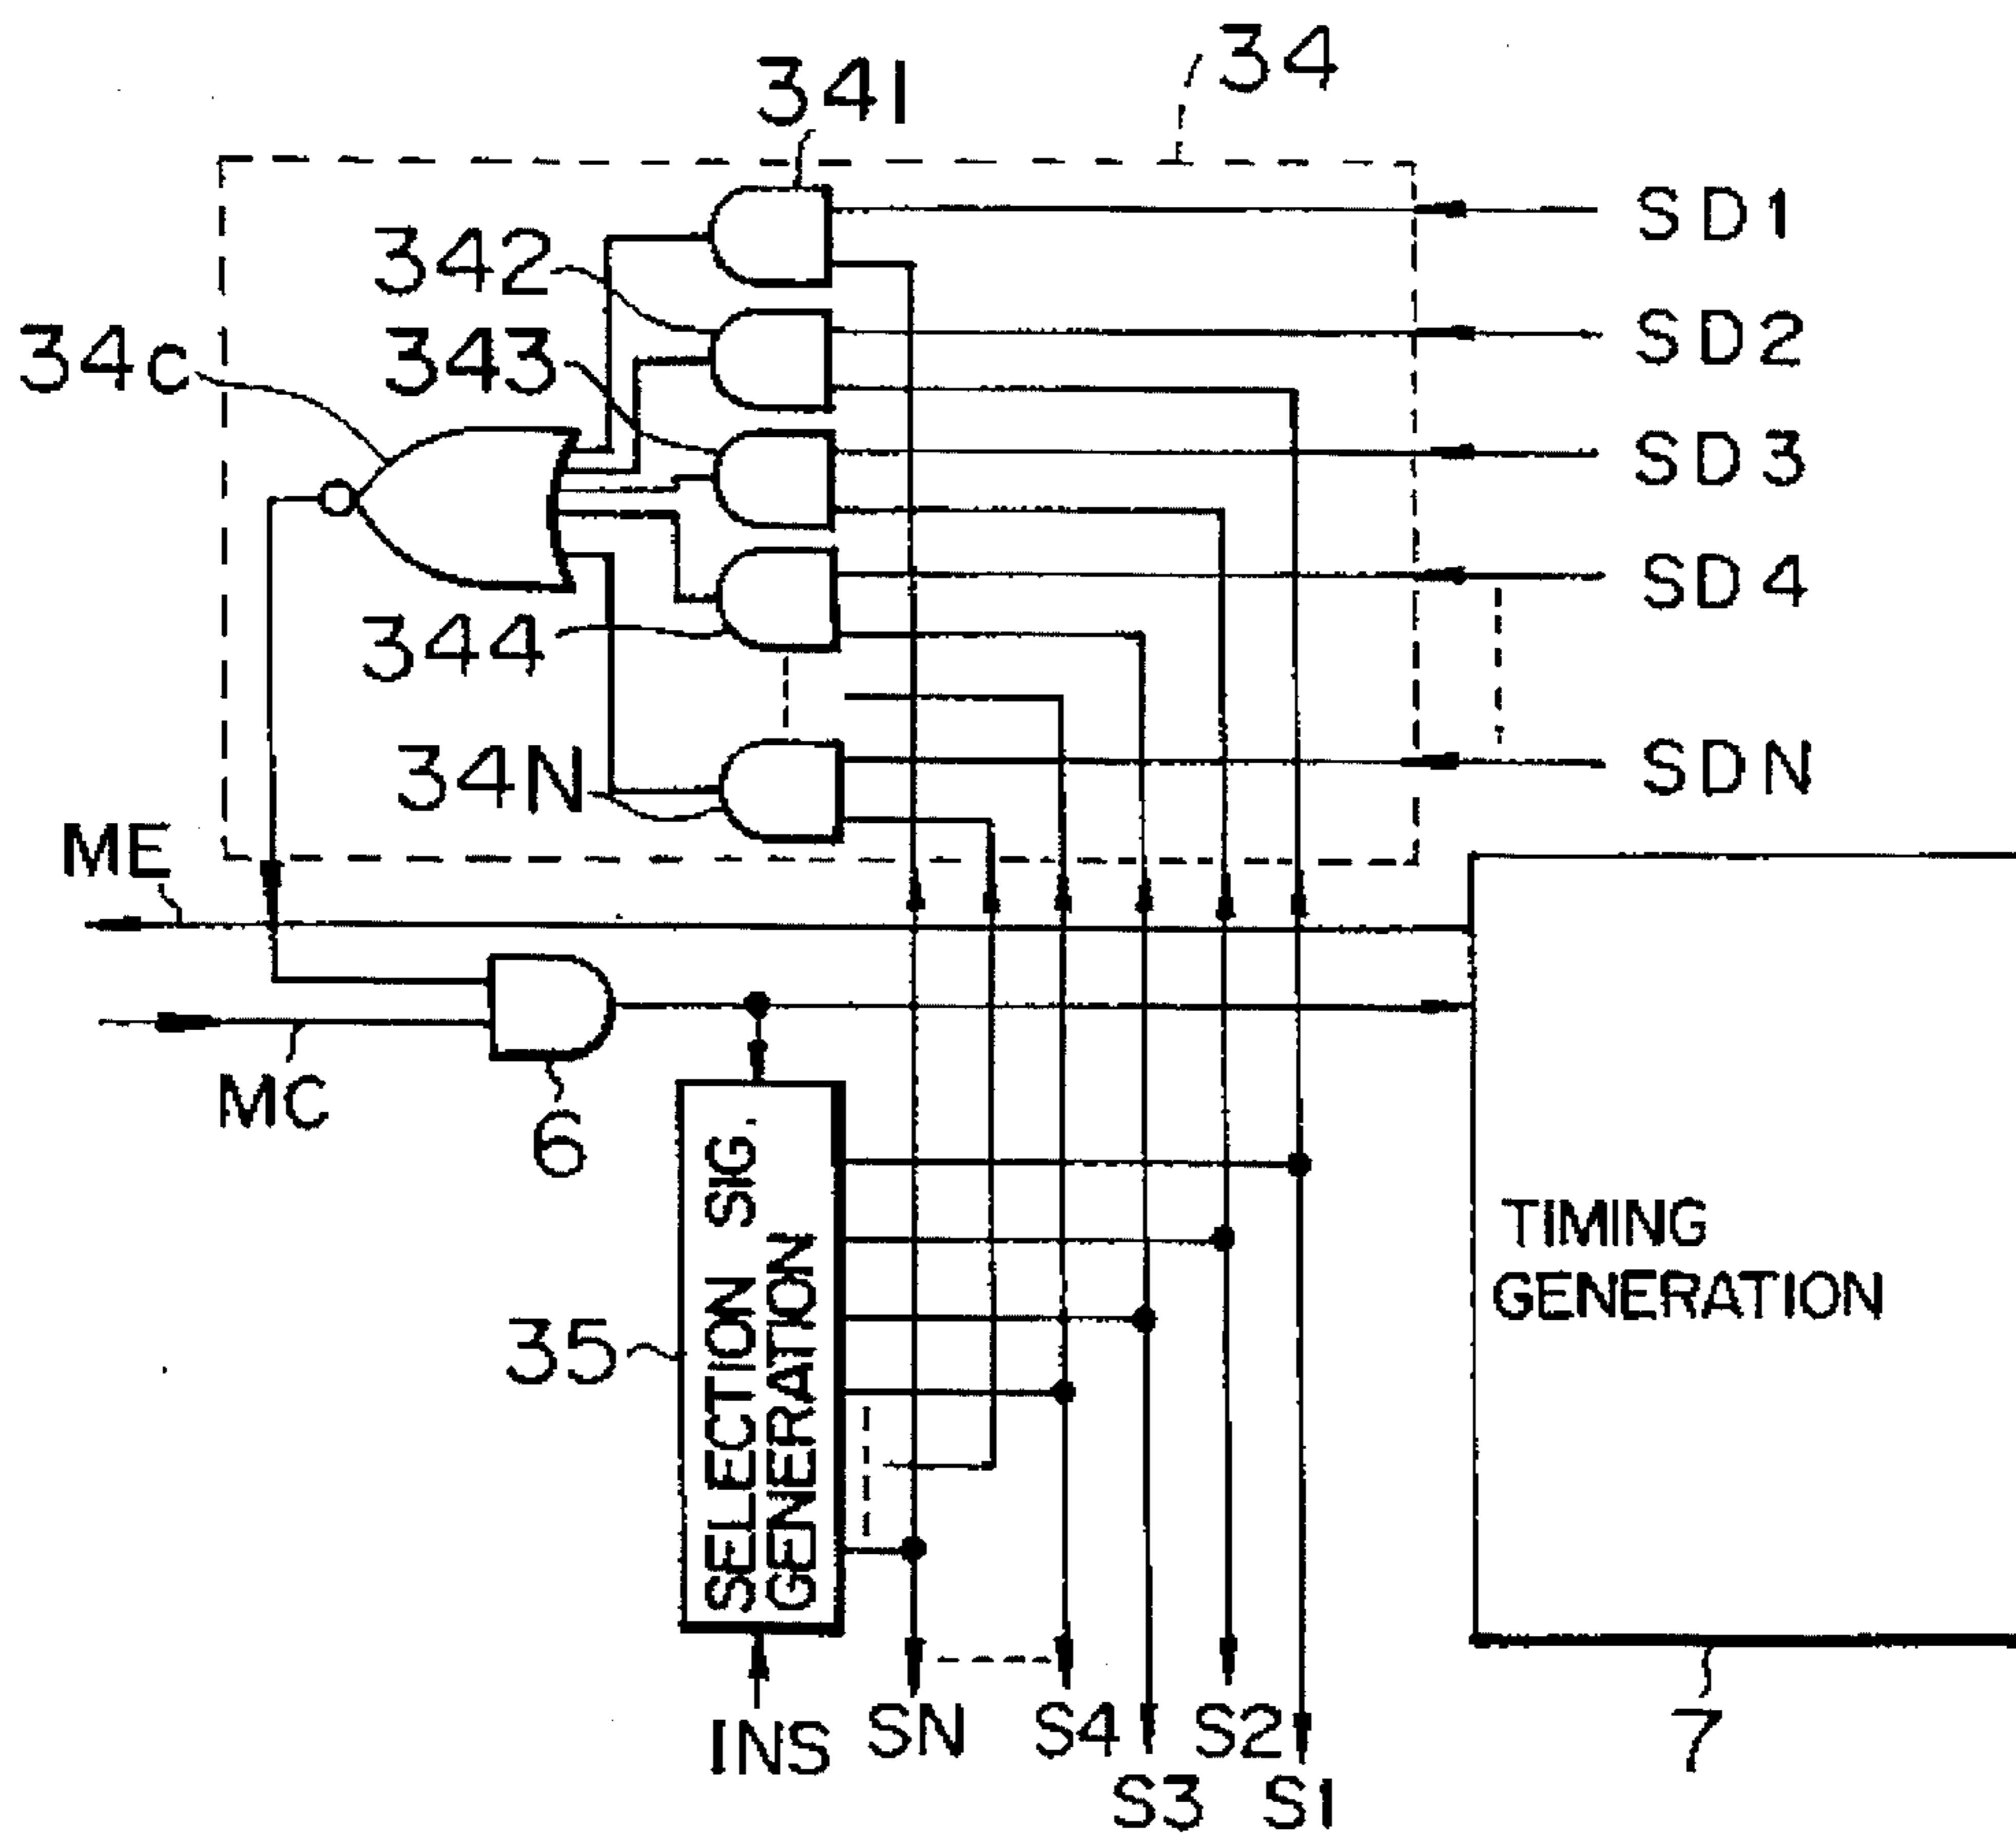 34
341
SD1
342
SD2
34c
343
SD3
SD4
344
34N
SDN
ME
MC
6
SELECTION SIG.
GENERATION
TIMING
GENERATION
35
INS
SN
S4
S2
7
S3
S1